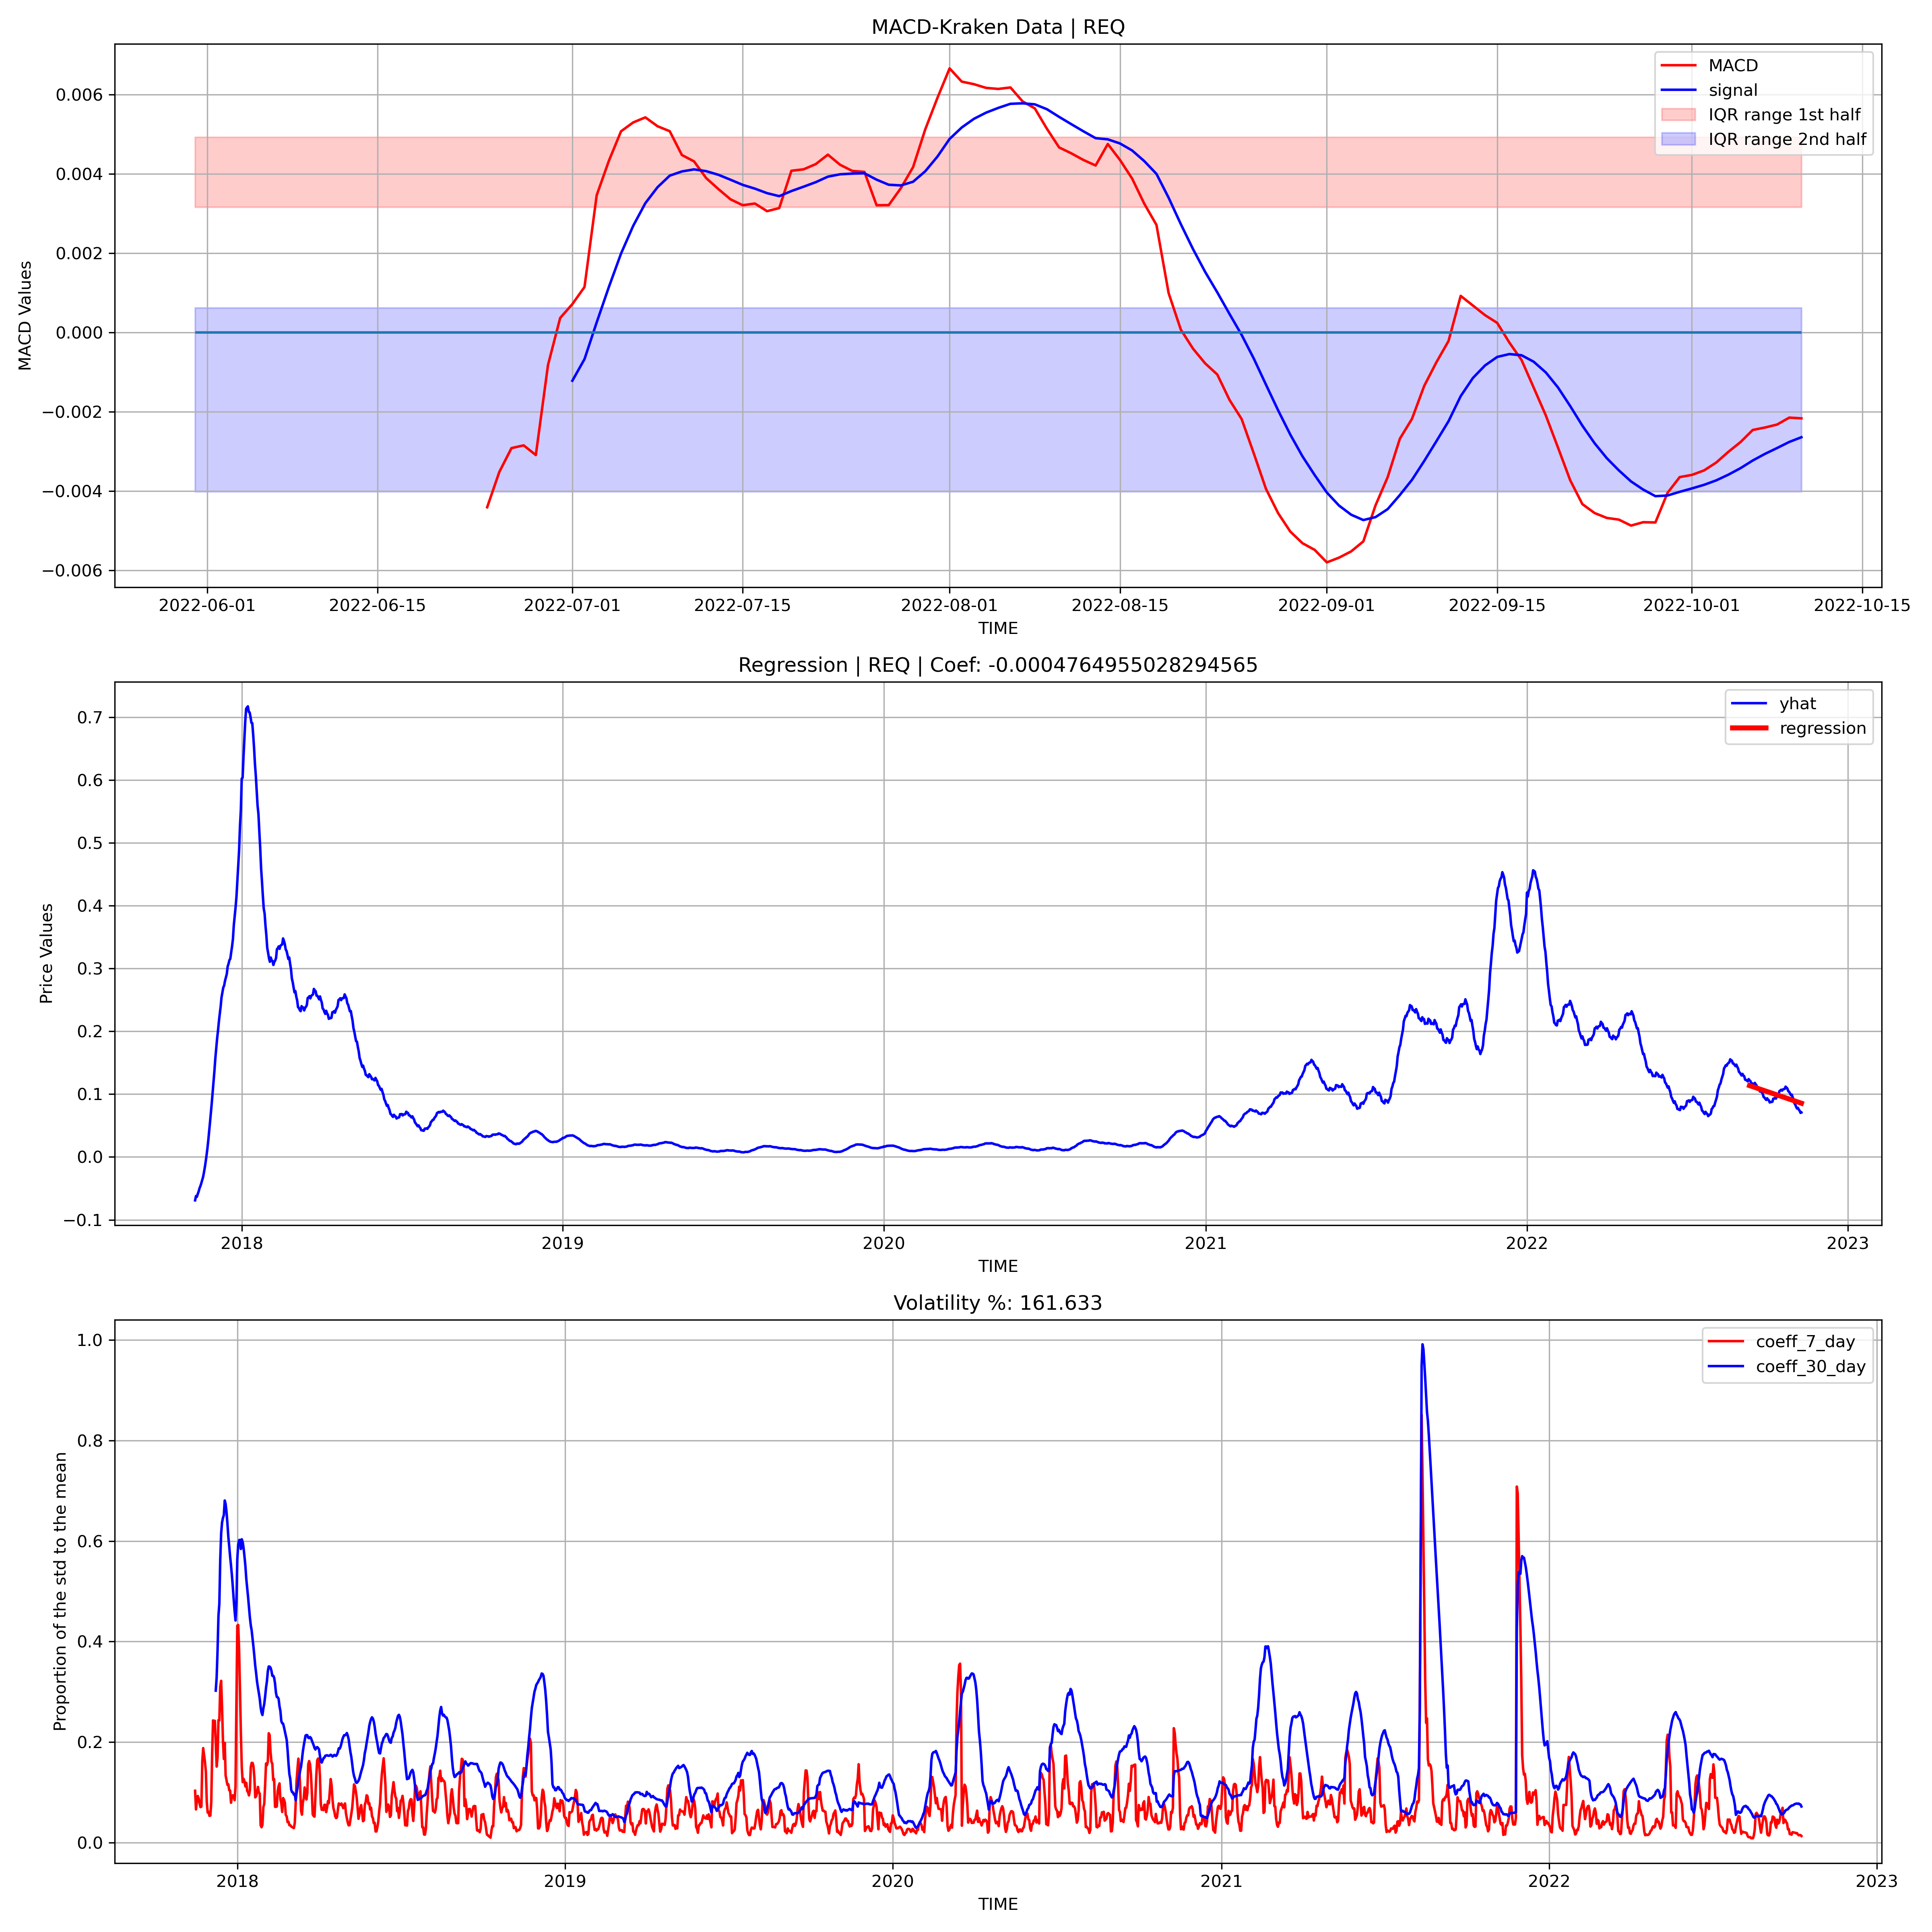 MACD-Kraken Data | REQ
MACD
signal
IQR range 1st half
IQR range 2nd half
MACD Values
0.006
0.004
0.002
0.000
−0.002
−0.004
−0.006
2022-06-01 2022-06-15 2022-07-01 2022-07-15 2022-08-01 2022-08-15 2022-09-01 2022-09-15 2022-10-01 2022-10-15
TIME
Regression | REQ | Coef: -0.0004764955028294565
yhat
regression
Price Values
0.7
0.6
0.5
0.4
0.3
0.2
0.1
0.0
−0.1
2018 2019 2020 2021 2022 2023
TIME
Volatility %: 161.633
coeff_7_day
coeff_30_day
Proportion of the std to the mean
1.0
0.8
0.6
0.4
0.2
0.0
2018 2019 2020 2021 2022 2023
TIME